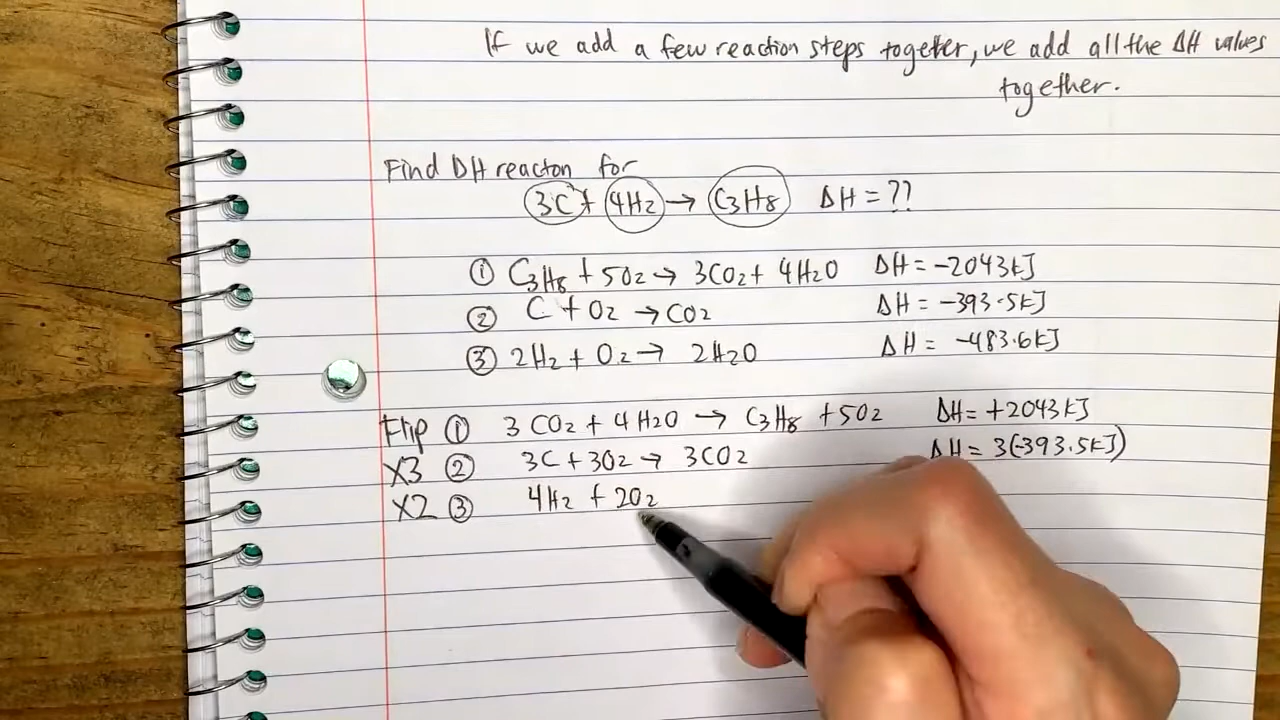 If we add a few reaction steps together, we add all the ΔH values
together.
Find ΔH reacton for
3C + 4H2 → C3H8 ΔH = ??
① C3H8 + 5O2 → 3CO2 + 4H2O ΔH = -2043kJ
② C + O2 → CO2 ΔH = -393.5kJ
③ 2H2 + O2 → 2H2O ΔH = -483.6kJ
Flip ① 3CO2 + 4H2O → C3H8 + 5O2 ΔH = +2043kJ
X3 ② 3C + 3O2 → 3CO2 ΔH = 3(-393.5kJ)
X2 ③ 4H2 + 2O2